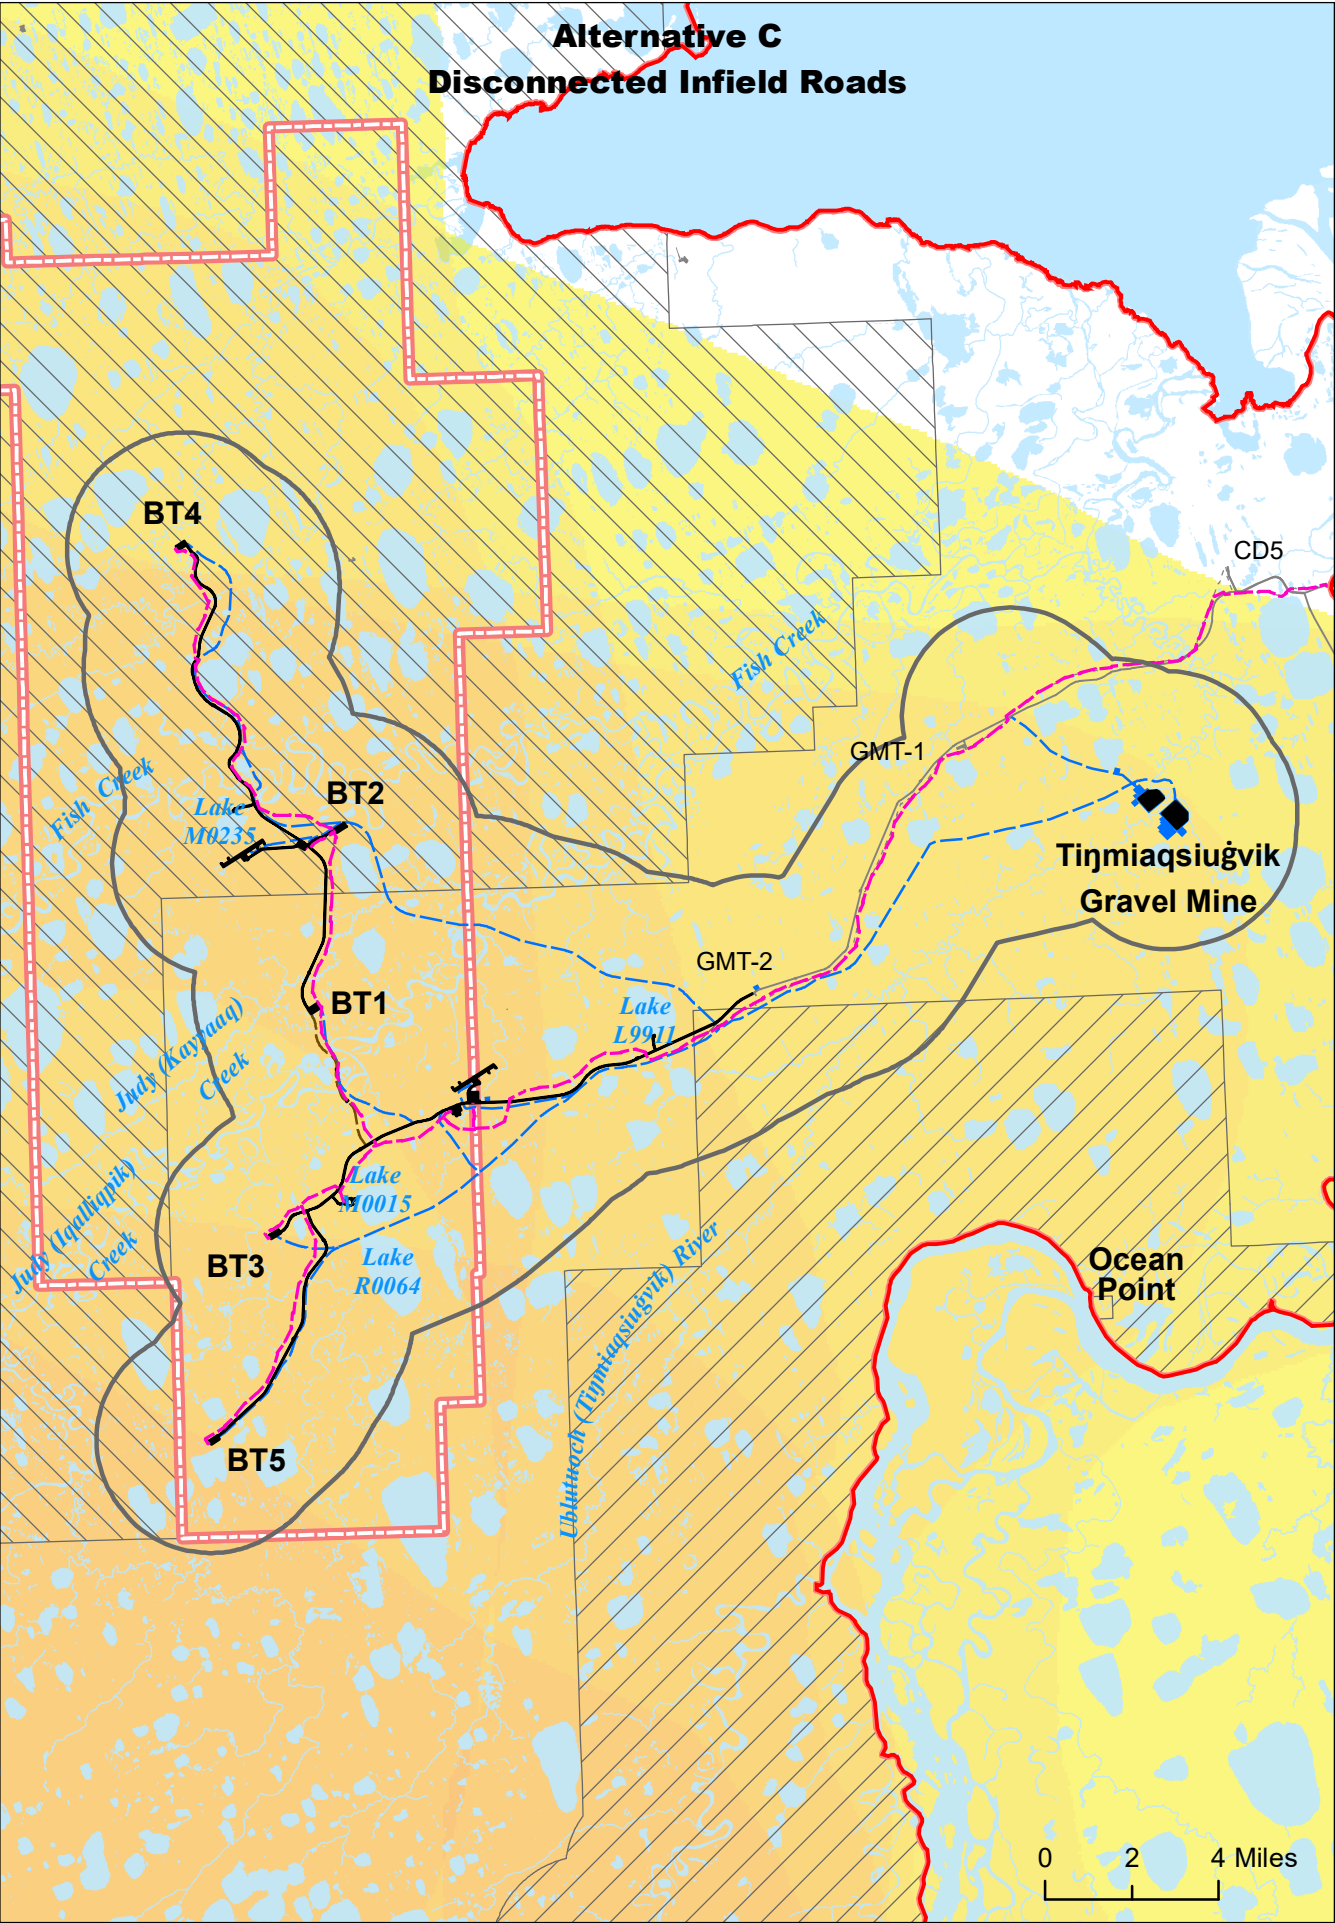 Alternative C
Disconnected Infield Roads
BT4
CD5
Fish Creek
GMT-1
Fish Creek
BT2
Lake
M0235
Tiŋmiaqsiuġvik
Gravel Mine
GMT-2
BT1
Lake
L9911
Judy (Kayyaaq)
Creek
Lake
M0015
Judy (Iqalliqpik)
Creek
BT3
Lake
R0064
Ublutuoch (Tiŋmiaqsiuġvik) River
Ocean
Point
BT5
0 2 4 Miles